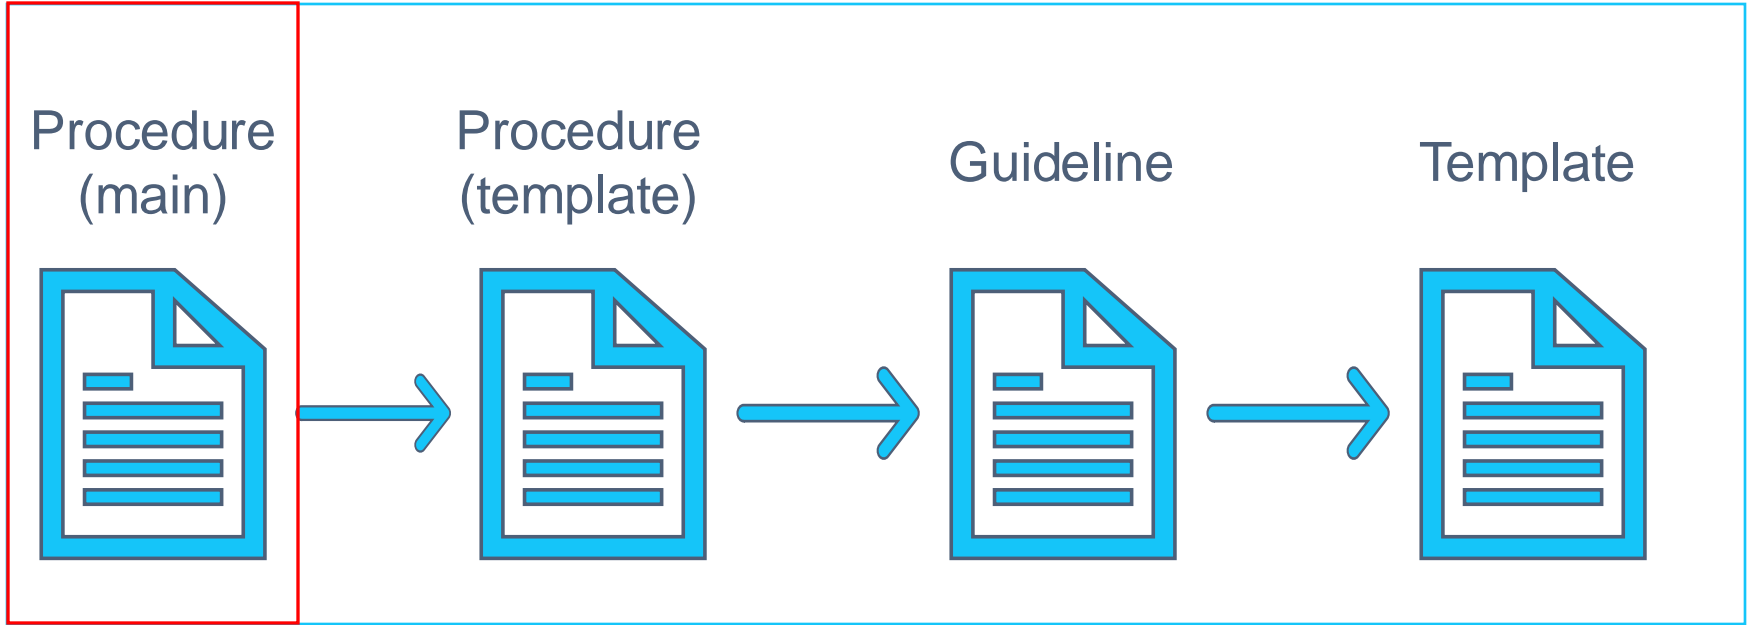 Procedure
(main)
Procedure
(template)
Guideline
Template